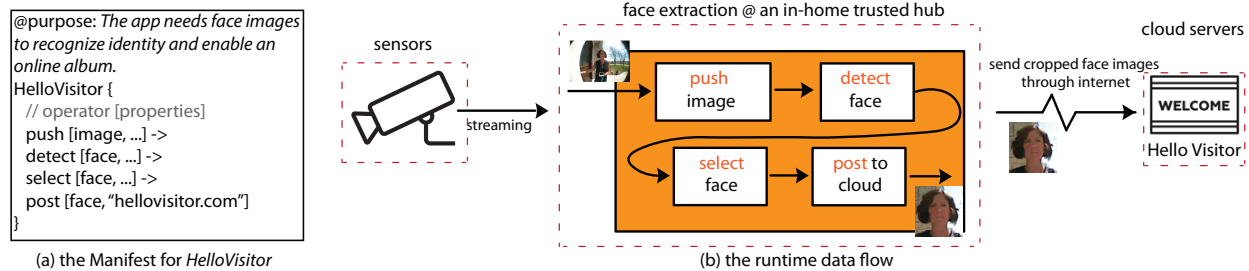 @purpose: The app needs face images
to recognize identity and enable an
online album.
HelloVisitor {
// operator [properties]
push [image, ...] ->
detect [face, ...] ->
select [face, ...] ->
post [face, “hellovisitor.com”]
}
(a) the Manifest for HelloVisitor
sensors
streaming
face extraction @ an in-home trusted hub
push
image
detect
face
select
face
post to
cloud
(b) the runtime data flow
send cropped face images
through internet
cloud servers
WELCOME
Hello Visitor